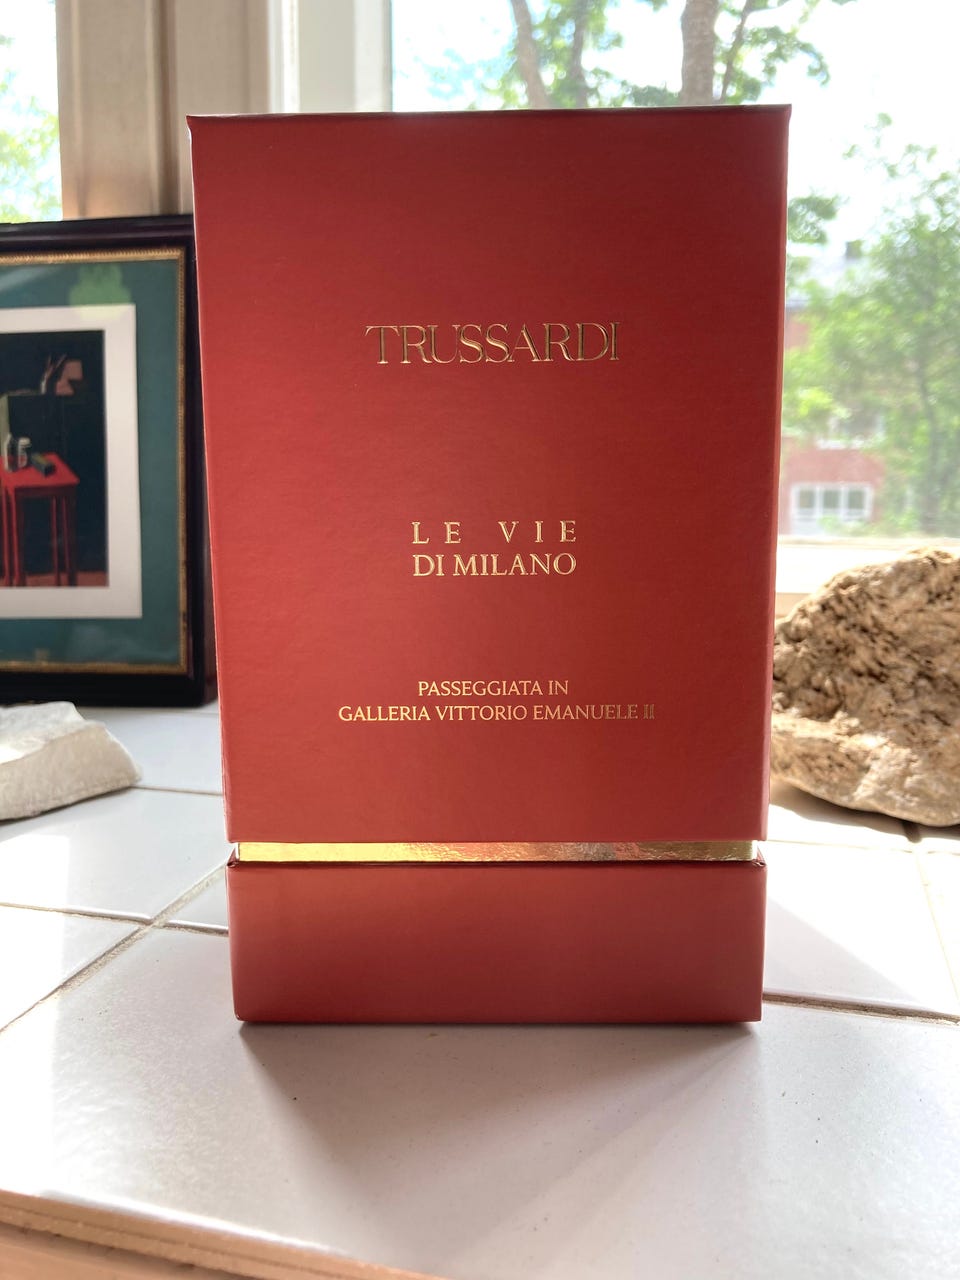 TRUSSARDI
LE VIE
DI MILANO
PASSEGGIATA IN
GALLERIA VITTORIO EMANUELE II